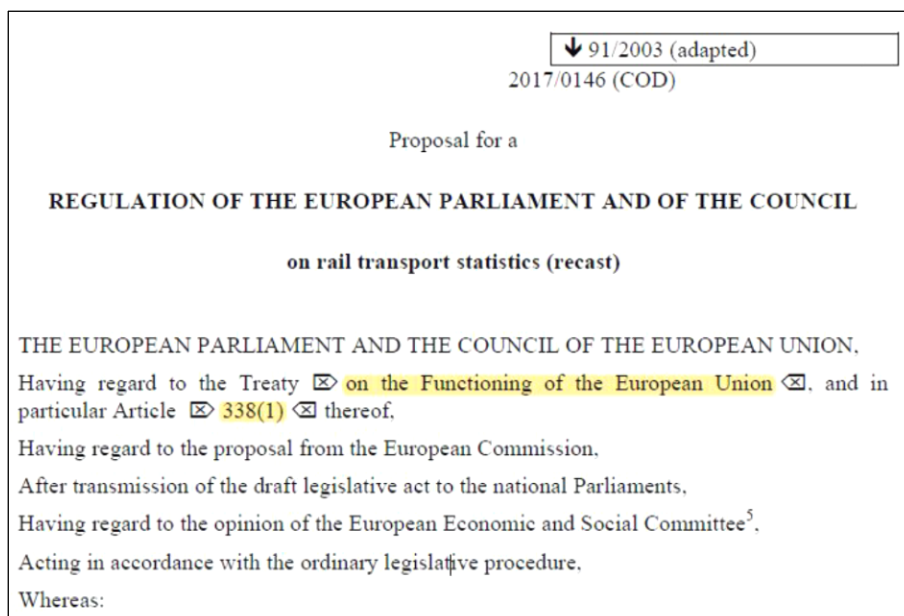 🡻 91/2003 (adapted)
2017/0146 (COD)
Proposal for a
REGULATION OF THE EUROPEAN PARLIAMENT AND OF THE COUNCIL
on rail transport statistics (recast)
THE EUROPEAN PARLIAMENT AND THE COUNCIL OF THE EUROPEAN UNION,
Having regard to the Treaty ⌦ on the Functioning of the European Union ⌫, and in
particular Article ⌦ 338(1) ⌫ thereof,
Having regard to the proposal from the European Commission,
After transmission of the draft legislative act to the national Parliaments,
Having regard to the opinion of the European Economic and Social Committee⁵,
Acting in accordance with the ordinary legislative procedure,
Whereas: